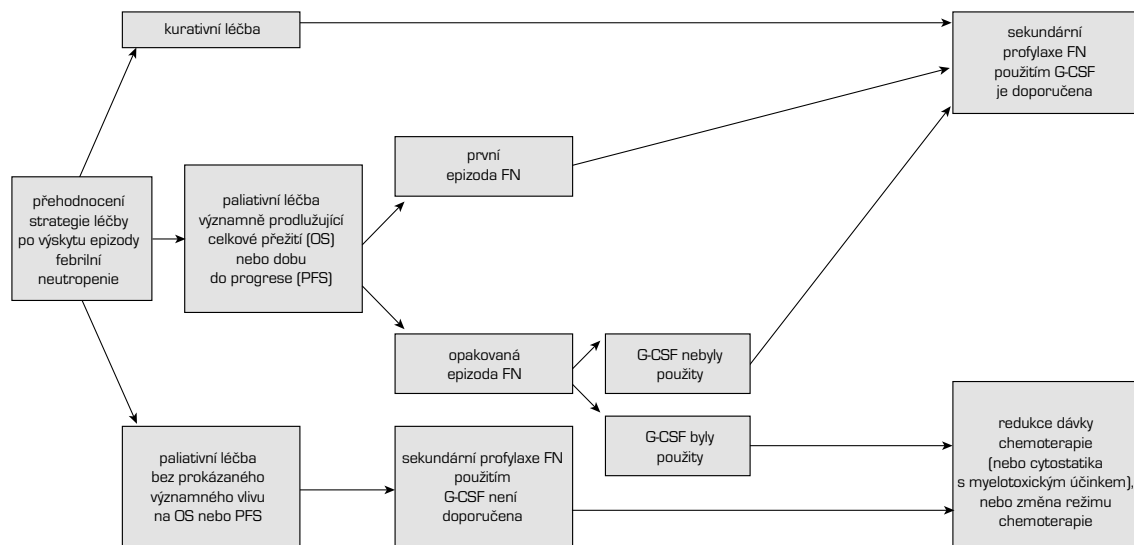 kurativní léčba
sekundární
profylaxe FN
použitím G-CSF
je doporučena
první
epizoda FN
přehodnocení
strategie léčby
po výskytu epizody
febrilní
neutropenie
paliativní léčba
významně prodlužující
celkové přežití (OS)
nebo dobu
do progrese (PFS)
opakovaná
epizoda FN
G-CSF nebyly
použity
G-CSF byly
použity
paliativní léčba
bez prokázaného
významného vlivu
na OS nebo PFS
sekundární profylaxe FN
použitím
G-CSF není
doporučena
redukce dávky
chemoterapie
(nebo cytostatika
s myelotoxickým účinkem),
nebo změna režimu
chemoterapie